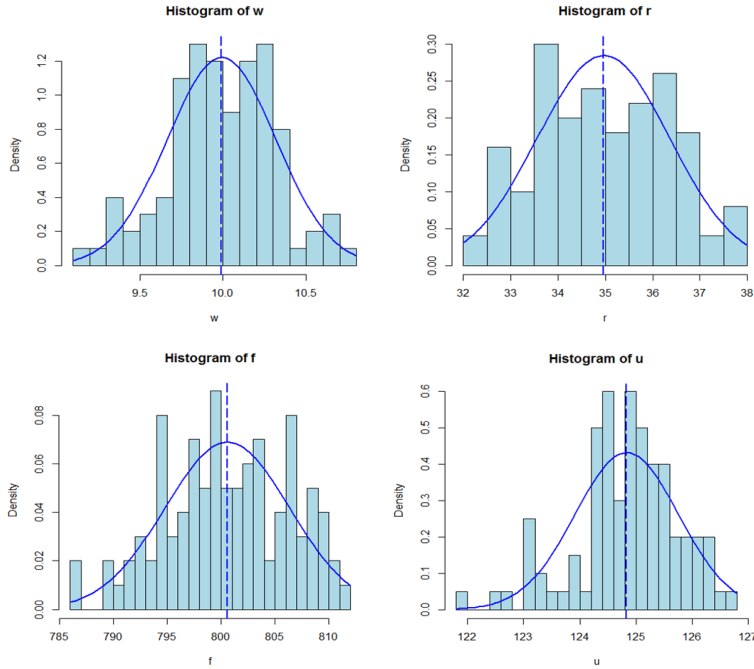 Histogram of w
Density
0.0 0.2 0.4 0.6 0.8 1.0 1.2
9.5 10.0 10.5
w
Histogram of r
Density
0.00 0.05 0.10 0.15 0.20 0.25 0.30
32 33 34 35 36 37 38
r
Histogram of f
Density
0.00 0.02 0.04 0.06 0.08
785 790 795 800 805 810
f
Histogram of u
Density
0.0 0.1 0.2 0.3 0.4 0.5 0.6
122 123 124 125 126 127
u